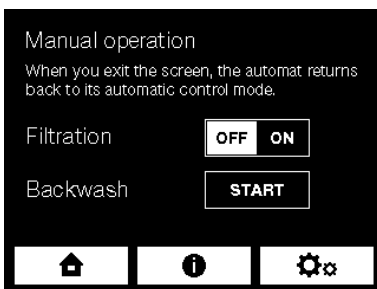 Manual operation
When you exit the screen, the automat returns
back to its automatic control mode.
Filtration OFF ON
Backwash START